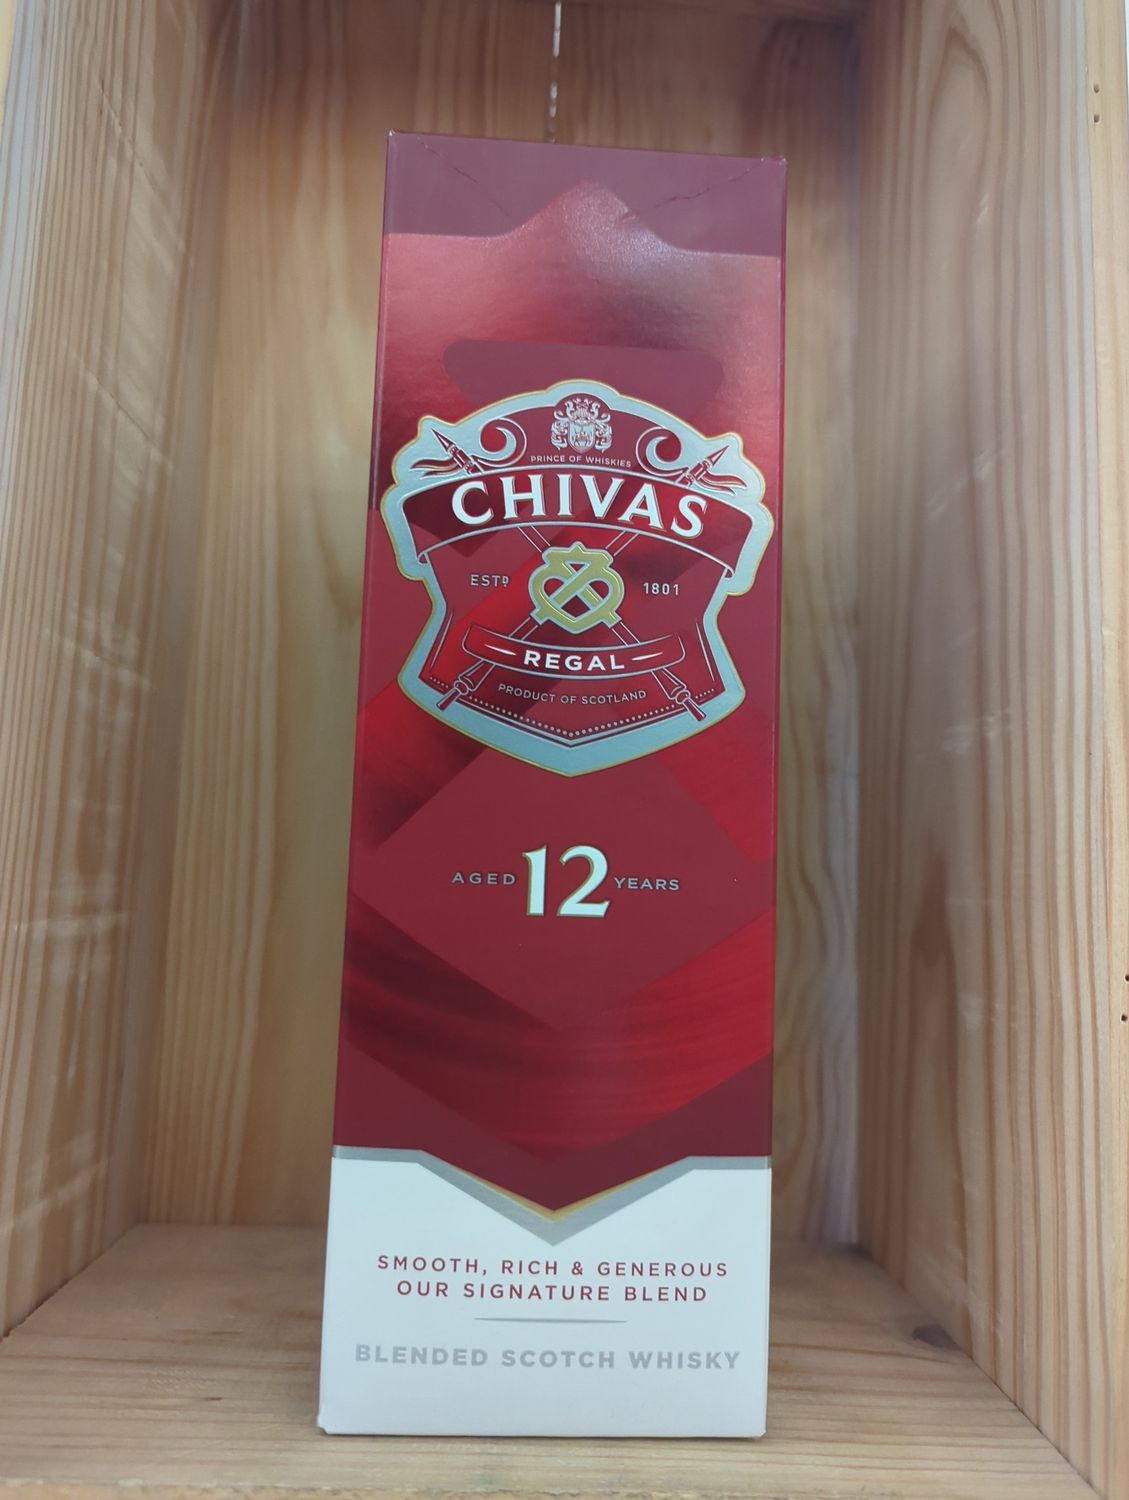 PRINCE OF WHISKIES
CHIVAS
ESTD 1801
REGAL
PRODUCT OF SCOTLAND
AGED 12 YEARS
SMOOTH, RICH & GENEROUS
OUR SIGNATURE BLEND
BLENDED SCOTCH WHISKY